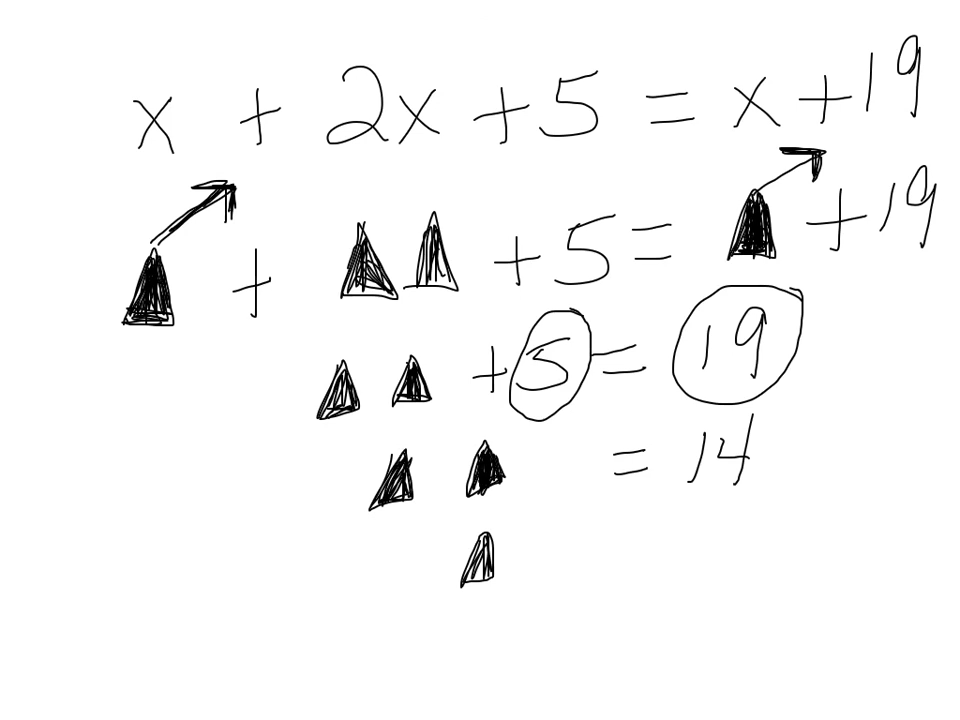 x + 2x + 5 = x + 19
+ + 5 = + 19
+ 5 = 19
= 14